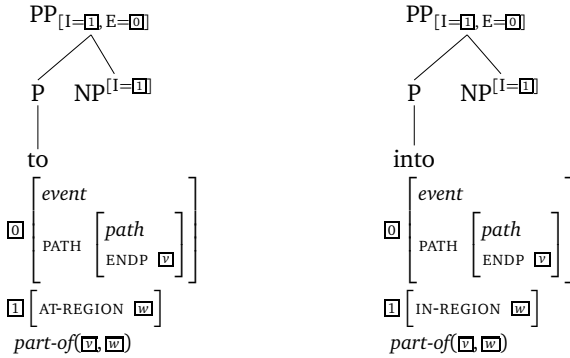 PP[I=1, E=0] PP[I=1, E=0]
P NP[I=1] P NP[I=1]
to into
0 [event 0 [event
PATH [path PATH [path
ENDP v]] ENDP v]]
1 [AT-REGION w] 1 [IN-REGION w]
part-of(v, w) part-of(v, w)